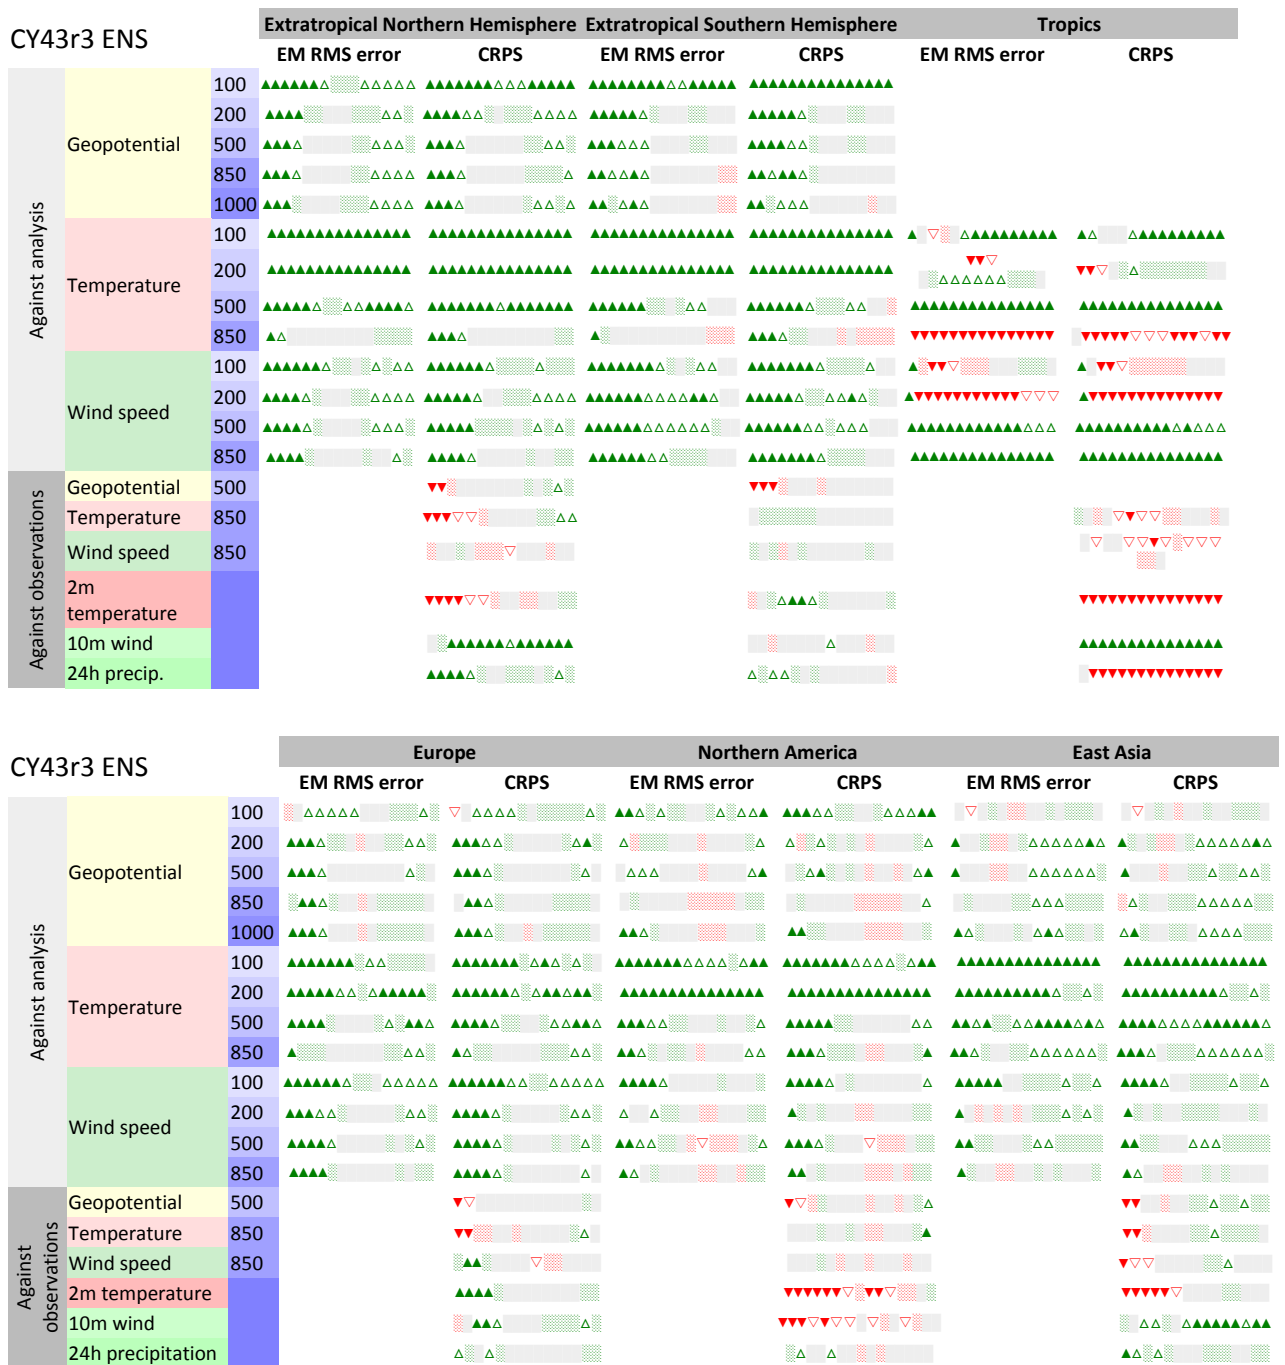 CY43r3 ENS
Extratropical Northern Hemisphere Extratropical Southern Hemisphere Tropics
EM RMS error CRPS EM RMS error CRPS EM RMS error CRPS
Against analysis
Geopotential
100
200
500
850
1000
Temperature
100
200
500
850
Wind speed
100
200
500
850
Against observations
Geopotential 500
Temperature 850
Wind speed 850
2m
temperature
10m wind
24h precip.
CY43r3 ENS
Europe Northern America East Asia
EM RMS error CRPS EM RMS error CRPS EM RMS error CRPS
Against analysis
Geopotential
100
200
500
850
1000
Temperature
100
200
500
850
Wind speed
100
200
500
850
Against
observations
Geopotential 500
Temperature 850
Wind speed 850
2m temperature
10m wind
24h precipitation